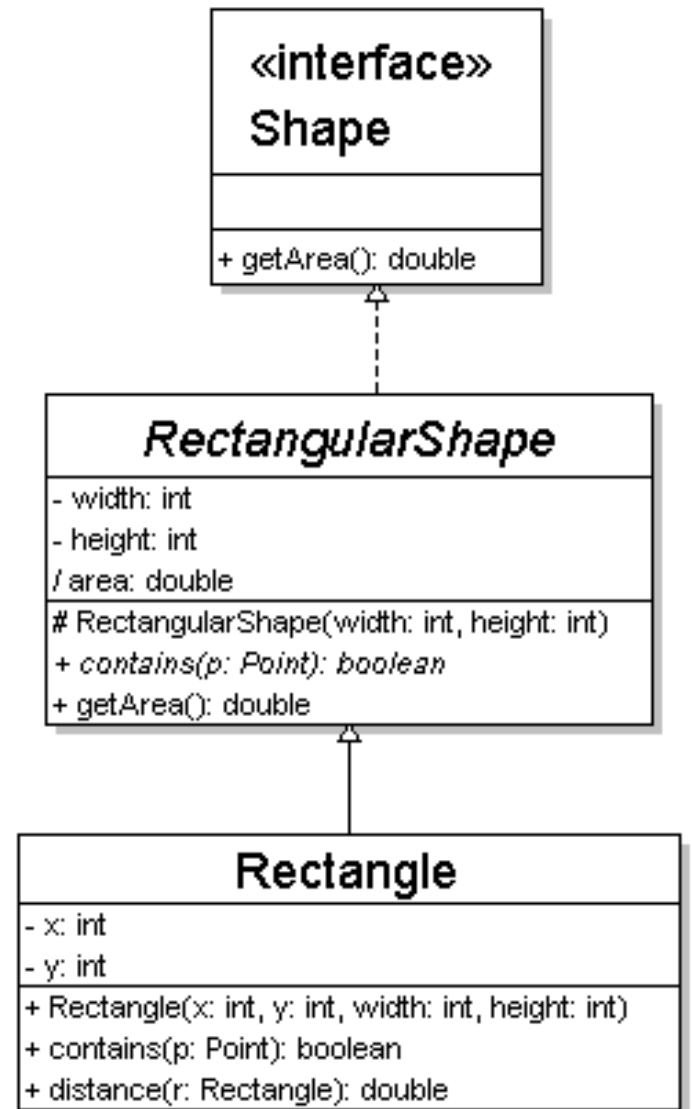 «interface»
Shape
+ getArea(): double
RectangularShape
- width: int
- height: int
/ area: double
# RectangularShape(width: int, height: int)
+ contains(p: Point): boolean
+ getArea(): double
Rectangle
- x: int
- y: int
+ Rectangle(x: int, y: int, width: int, height: int)
+ contains(p: Point): boolean
+ distance(r: Rectangle): double